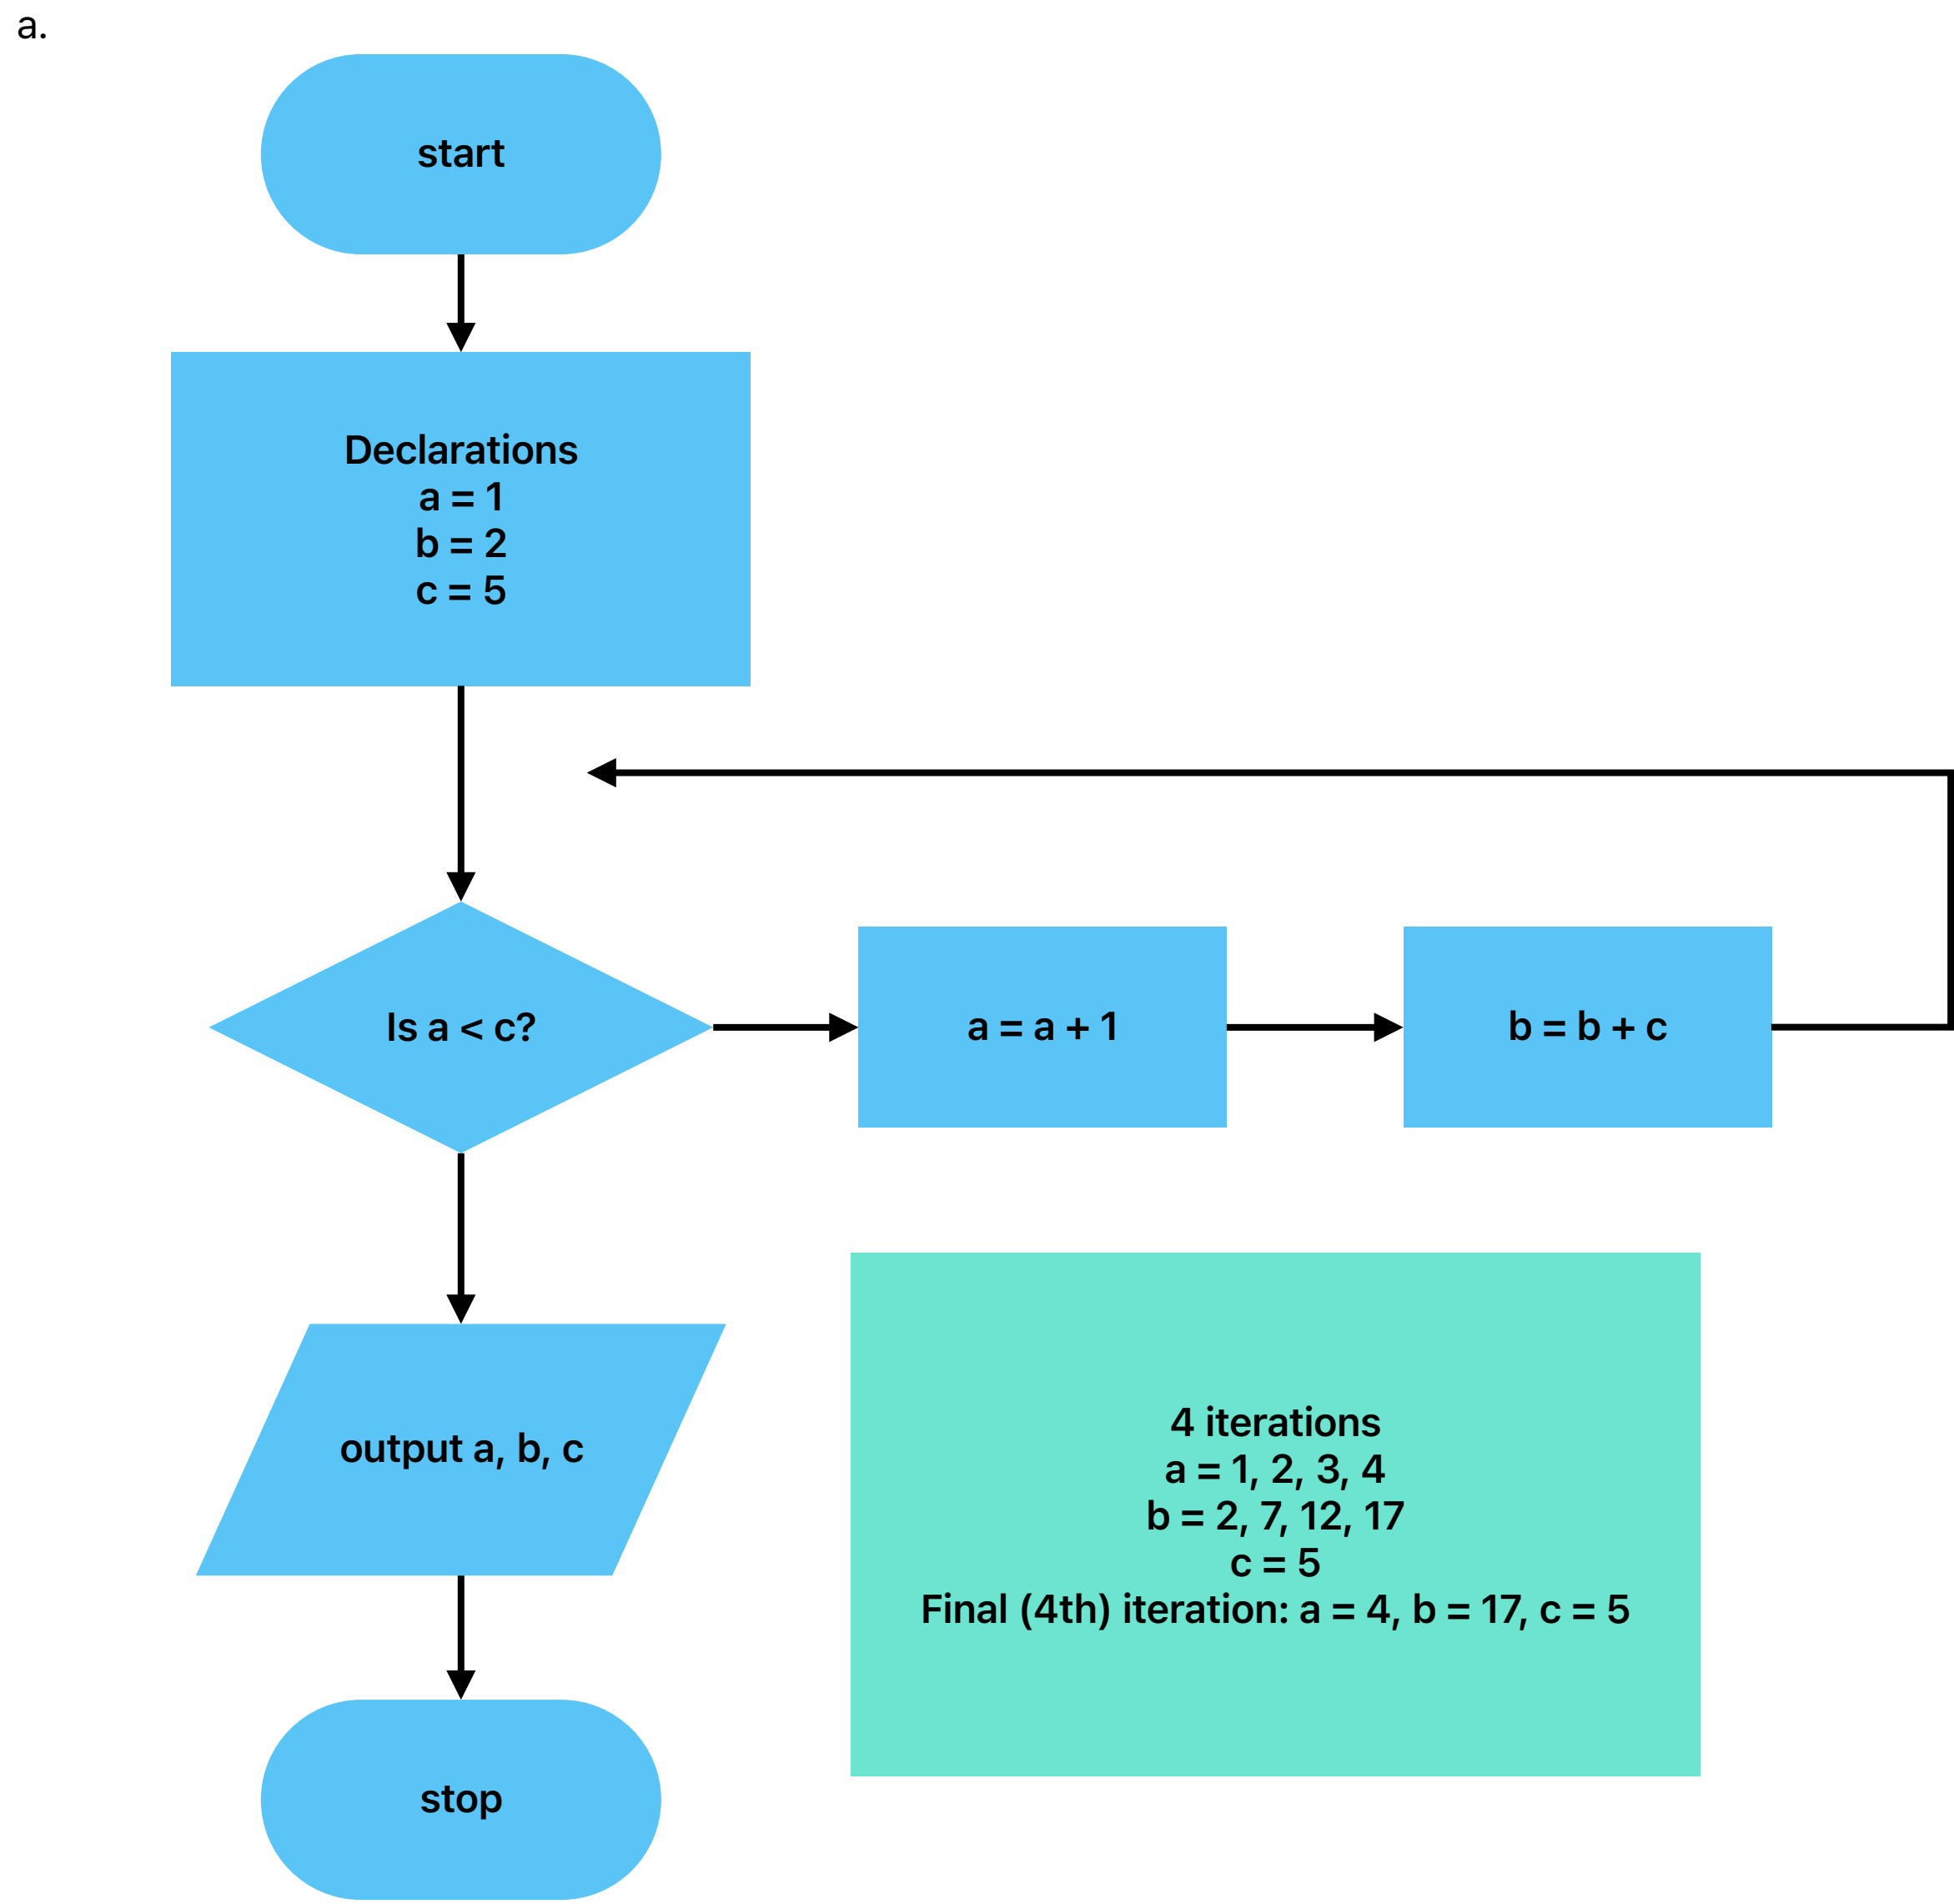 a.
start
Declarations
a = 1
b = 2
c = 5
Is a < c?
a = a + 1
b = b + c
output a, b, c
4 iterations
a = 1, 2, 3, 4
b = 2, 7, 12, 17
c = 5
Final (4th) iteration: a = 4, b = 17, c = 5
stop